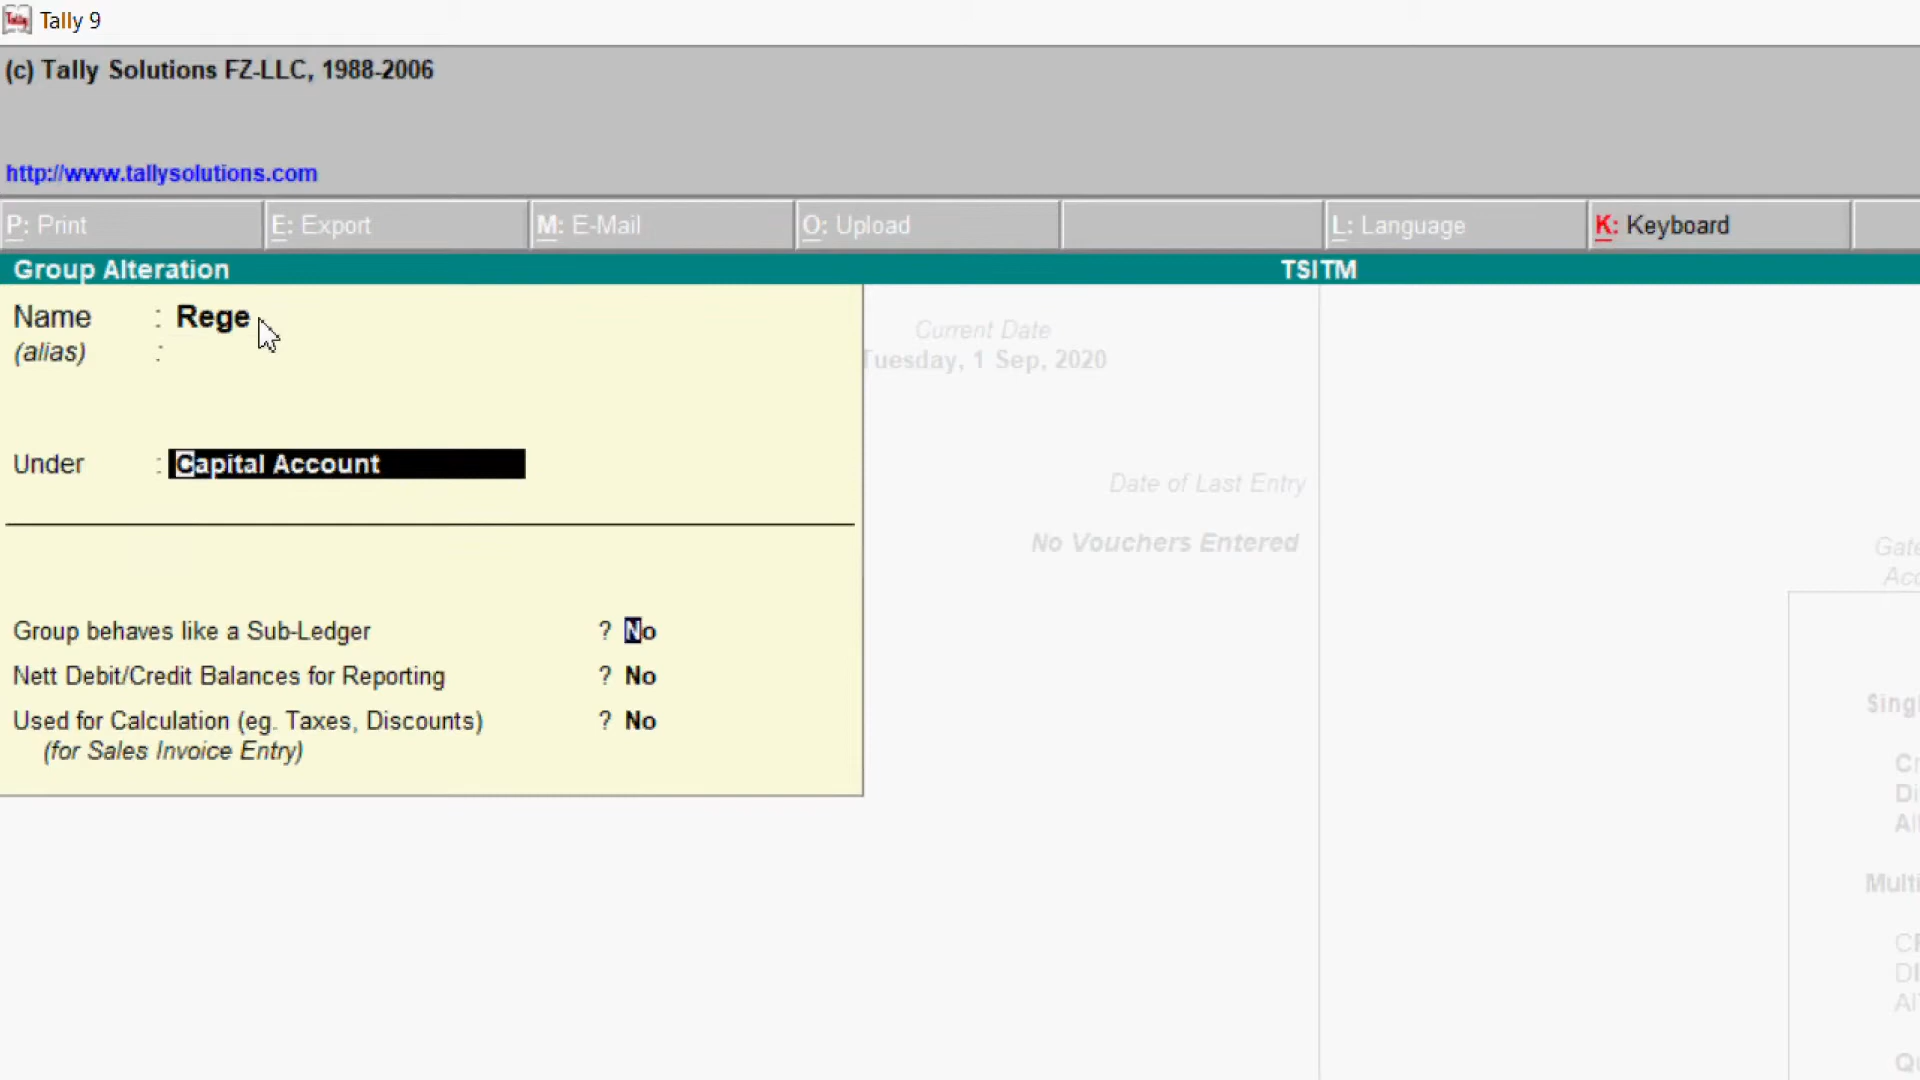 Tally 9
(c) Tally Solutions FZ-LLC, 1988-2006
http://www.tallysolutions.com
P: Print E: Export M: E-Mail O: Upload L: Language K: Keyboard
Group Alteration TSITM
Name : Rege
(alias) :
Current Date
Tuesday, 1 Sep, 2020
Under : Capital Account
Date of Last Entry
No Vouchers Entered
Group behaves like a Sub-Ledger ? No
Nett Debit/Credit Balances for Reporting ? No
Used for Calculation (eg. Taxes, Discounts) ? No
(for Sales Invoice Entry)